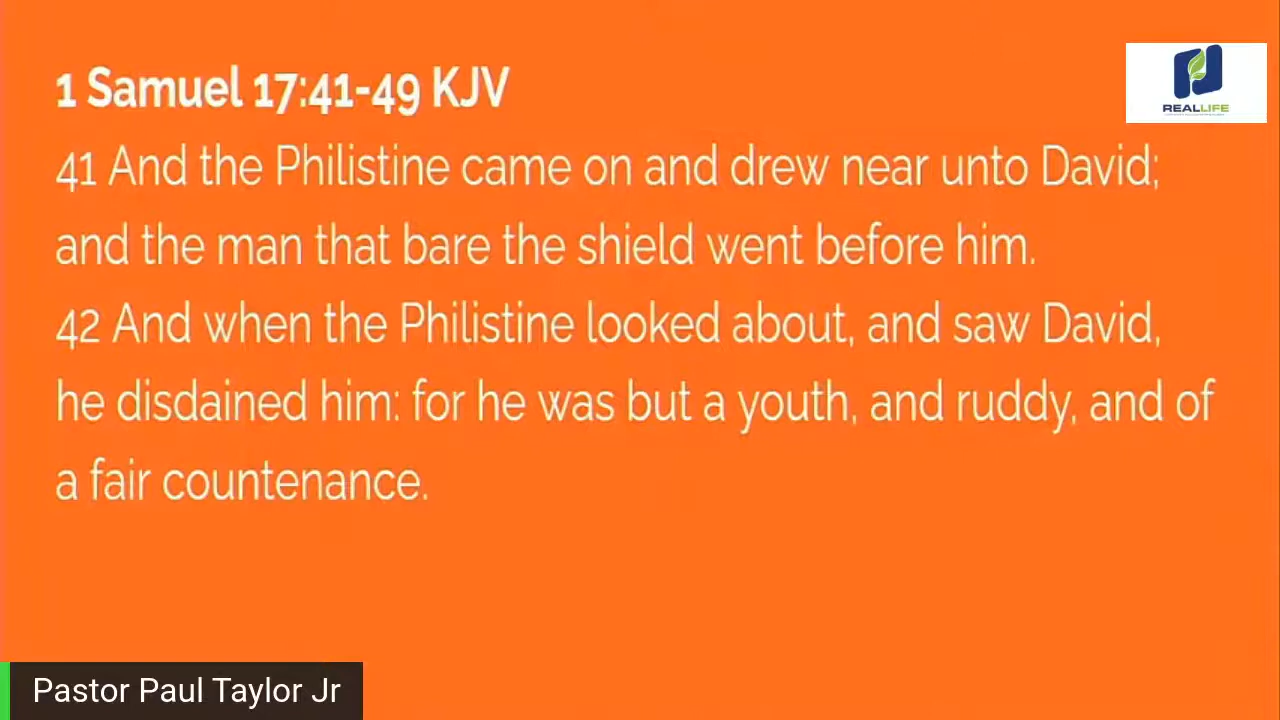 1 Samuel 17:41-49 KJV
41 And the Philistine came on and drew near unto David;
and the man that bare the shield went before him.
42 And when the Philistine looked about, and saw David,
he disdained him: for he was but a youth, and ruddy, and of
a fair countenance.
REALLIFE
Pastor Paul Taylor Jr